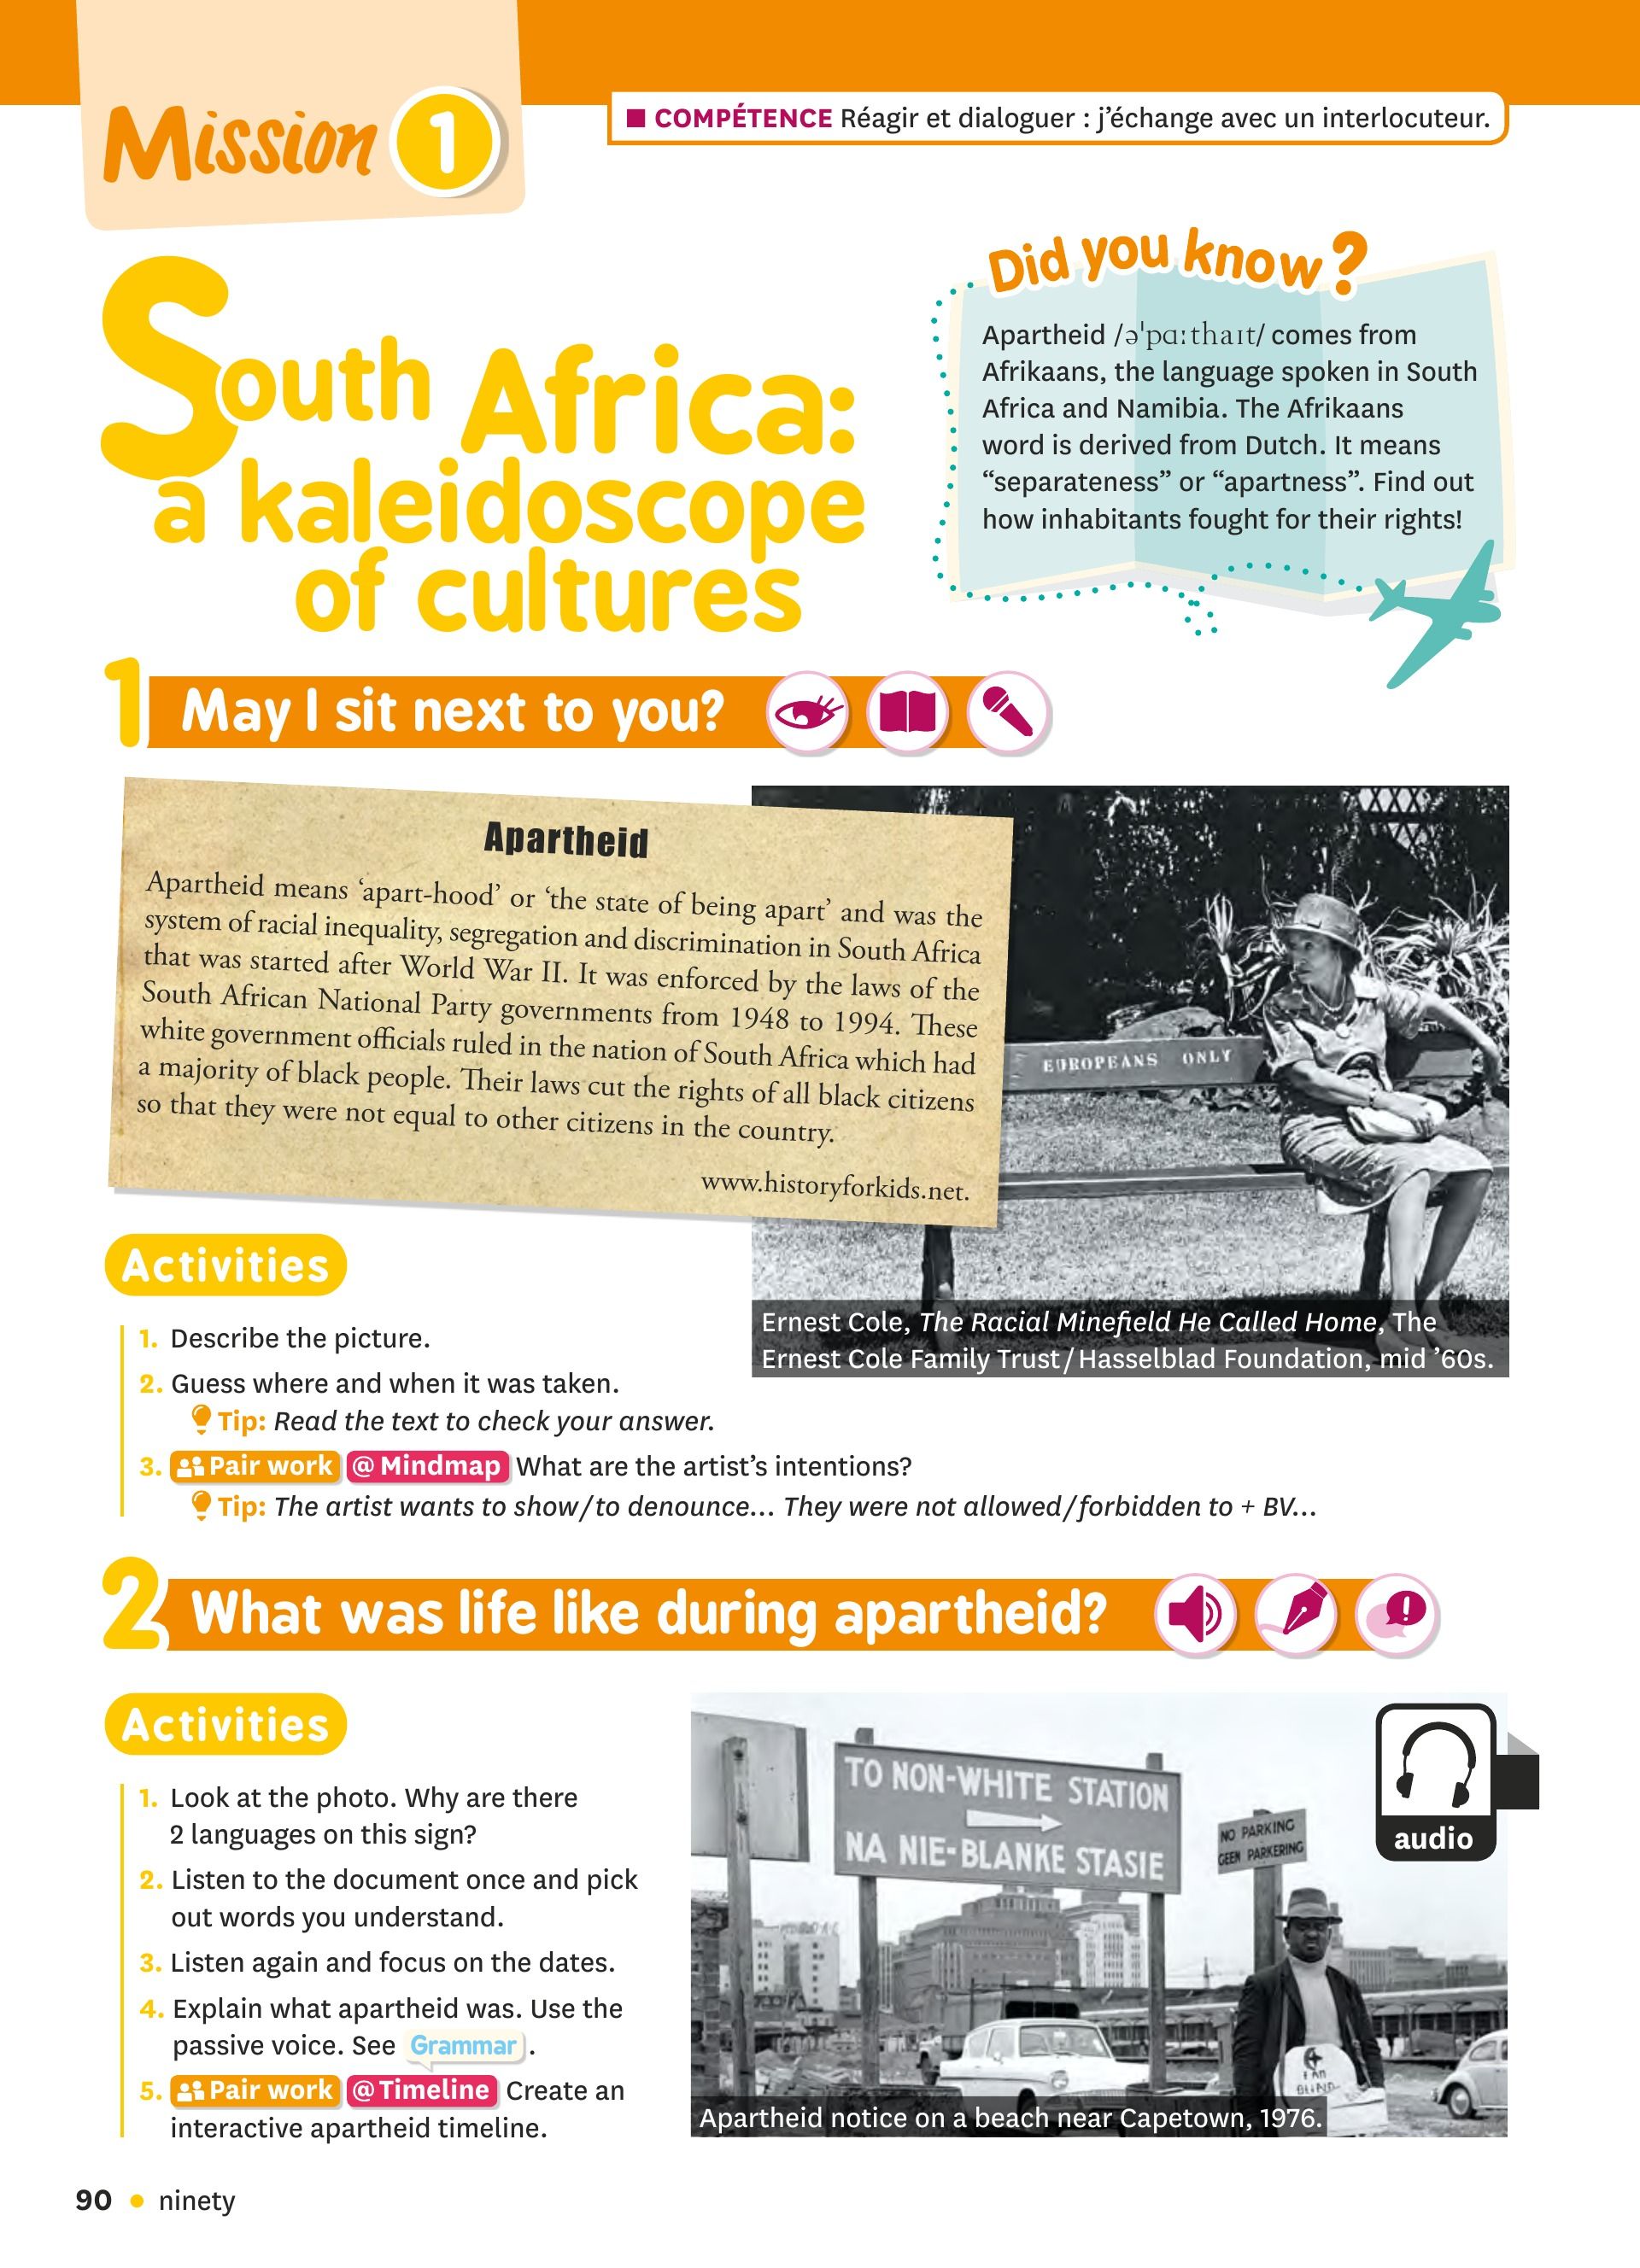 Mission 1
■ COMPÉTENCE Réagir et dialoguer : j'échange avec un interlocuteur.
South Africa:
a kaleidoscope
of cultures
Did you know?
Apartheid /əˈpɑːthaɪt/ comes from
Afrikaans, the language spoken in South
Africa and Namibia. The Afrikaans
word is derived from Dutch. It means
“separateness” or “apartness”. Find out
how inhabitants fought for their rights!
1 May I sit next to you?
Apartheid
Apartheid means ‘apart-hood’ or ‘the state of being apart’ and was the
system of racial inequality, segregation and discrimination in South Africa
that was started after World War II. It was enforced by the laws of the
South African National Party governments from 1948 to 1994. These
white government officials ruled in the nation of South Africa which had
a majority of black people. Their laws cut the rights of all black citizens
so that they were not equal to other citizens in the country.
www.historyforkids.net.
EUROPEANS ONLY
Ernest Cole, The Racial Minefield He Called Home, The
Ernest Cole Family Trust/Hasselblad Foundation, mid ’60s.
Activities
1. Describe the picture.
2. Guess where and when it was taken.
Tip: Read the text to check your answer.
3. Pair work @ Mindmap What are the artist’s intentions?
Tip: The artist wants to show/to denounce... They were not allowed/forbidden to + BV...
2 What was life like during apartheid?
Activities
1. Look at the photo. Why are there
2 languages on this sign?
2. Listen to the document once and pick
out words you understand.
3. Listen again and focus on the dates.
4. Explain what apartheid was. Use the
passive voice. See Grammar.
5. Pair work @ Timeline Create an
interactive apartheid timeline.
TO NON-WHITE STATION
NA NIE-BLANKE STASIE
NO PARKING
GEEN PARKERING
audio
I AM
BLIND
Apartheid notice on a beach near Capetown, 1976.
90 • ninety